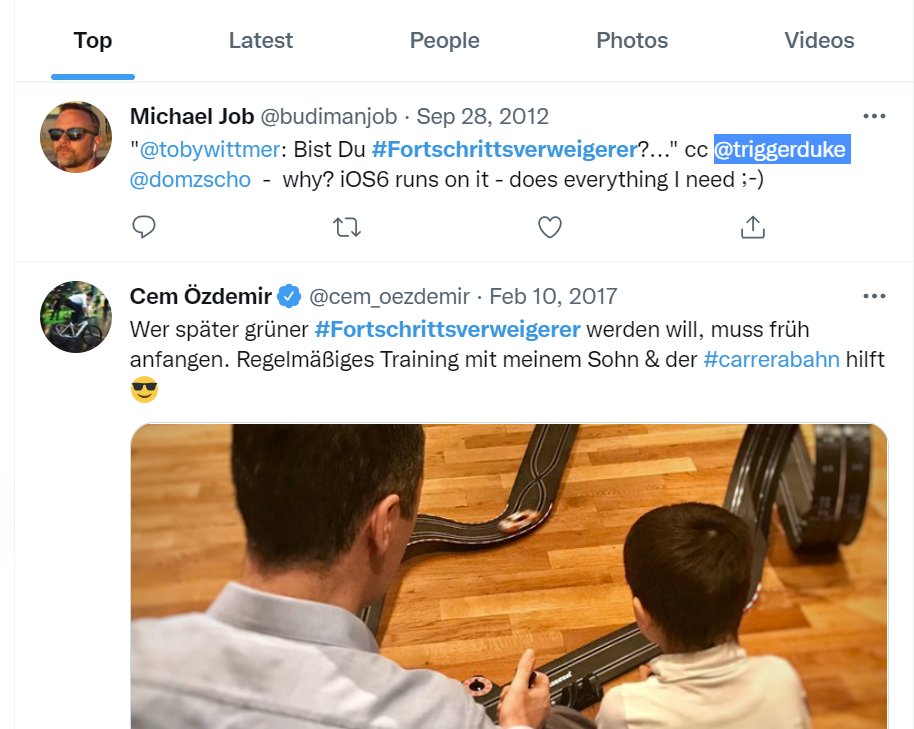 Top Latest People Photos Videos
Michael Job @budimanjob · Sep 28, 2012
"@tobywittmer: Bist Du #Fortschrittsverweigerer?..." cc @triggerduke
@domzscho - why? iOS6 runs on it - does everything I need ;-)
Cem Özdemir @cem_oezdemir · Feb 10, 2017
Wer später grüner #Fortschrittsverweigerer werden will, muss früh
anfangen. Regelmäßiges Training mit meinem Sohn & der #carrerabahn hilft
😎